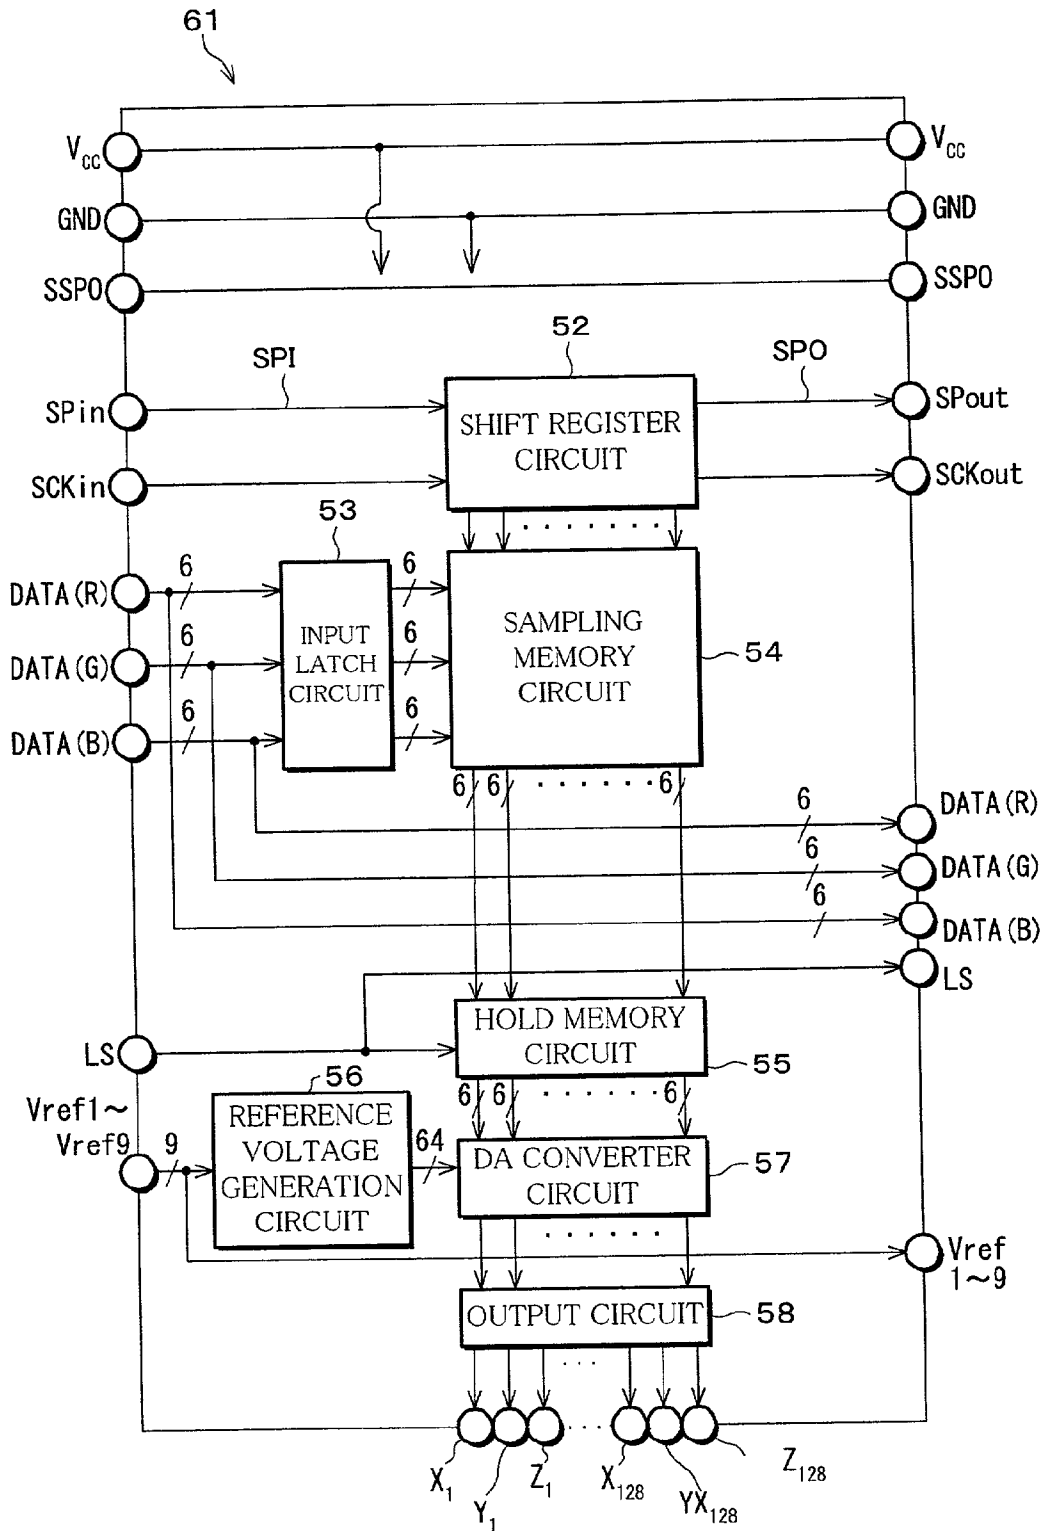 61
Vcc Vcc
GND GND
SSPO SSPO
52
SPI SPO
SPin SPout
SHIFT REGISTER
CIRCUIT
SCKin SCKout
53
DATA(R) 6 6
INPUT
LATCH
CIRCUIT
SAMPLING
MEMORY
CIRCUIT
54
DATA(G) 6 6
DATA(B) 6 6
6 6 6
6 DATA(R)
6 DATA(G)
6 DATA(B)
LS
HOLD MEMORY
CIRCUIT
LS
55
56
6 6 6
Vref1~
Vref9 9
REFERENCE
VOLTAGE
GENERATION
CIRCUIT
64
DA CONVERTER
CIRCUIT
57
Vref
1~9
OUTPUT CIRCUIT
58
X1 Y1 Z1 X128 YX128 Z128